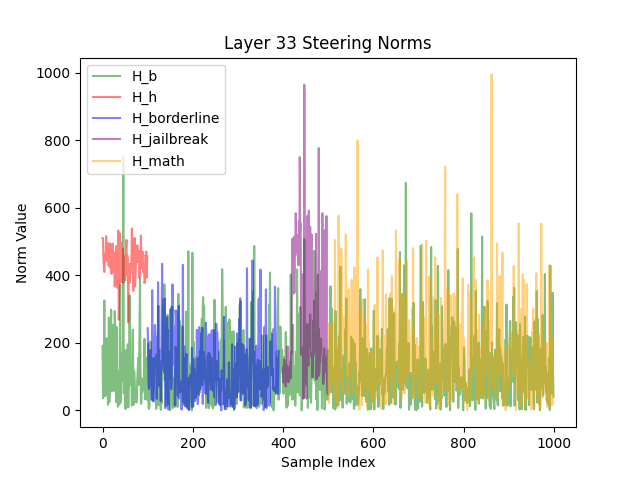 Layer 33 Steering Norms
H_b
H_h
H_borderline
H_jailbreak
H_math
1000
800
600
400
200
0
Norm Value
0 200 400 600 800 1000
Sample Index